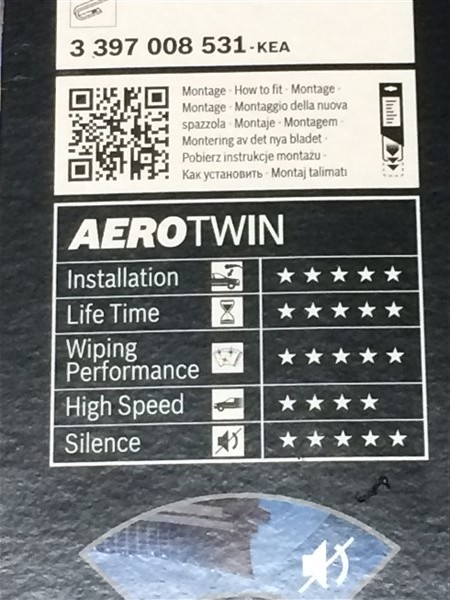 3 397 008 531-KEA
Montage · How to fit · Montage ·
Montage · Montaggio della nuova
spazzola · Montaje · Montagem ·
Montering av det nya bladet ·
Pobierz instrukcje montażu ·
Как установить · Montaj talimatı
AEROTWIN
Installation ★★★★★
Life Time ★★★★★
Wiping
Performance ★★★★★
High Speed ★★★★
Silence ★★★★★